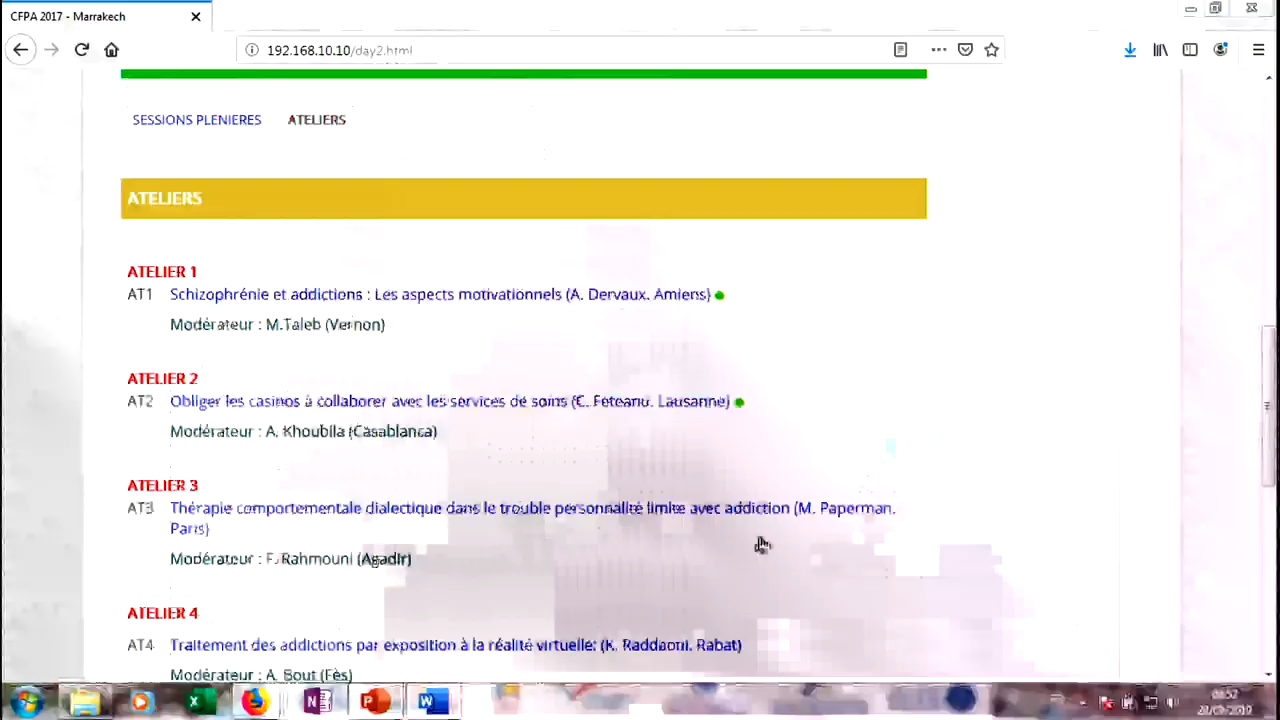 CFPA 2017 - Marrakech
192.168.10.10/day2.html
SESSIONS PLENIERES ATELIERS
ATELIERS
ATELIER 1
AT1 Schizophrénie et addictions : Les aspects motivationnels (A. Dervaux. Amiens)
Modérateur : M.Taleb (Vernon)
ATELIER 2
AT2 Obliger les casinos à collaborer avec les services de soins (C. Lausanne)
Modérateur : A. Khoubila (Casablanca)
ATELIER 3
AT3 Thérapie comportementale dialectique dans le trouble personnalité limite avec addiction (M. Paperman.
Paris)
Modérateur : F. Rahmouni (Agadir)
ATELIER 4
AT4 Traitement des addictions par exposition à la réalité virtuelle: (K. Raddaoui. Rabat)
Modérateur : A. Bout (Fès)